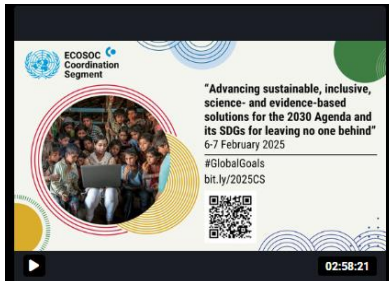 ECOSOC
Coordination
Segment
“Advancing sustainable, inclusive,
science- and evidence-based
solutions for the 2030 Agenda and
its SDGs for leaving no one behind”
6-7 February 2025
#GlobalGoals
bit.ly/2025CS
02:58:21